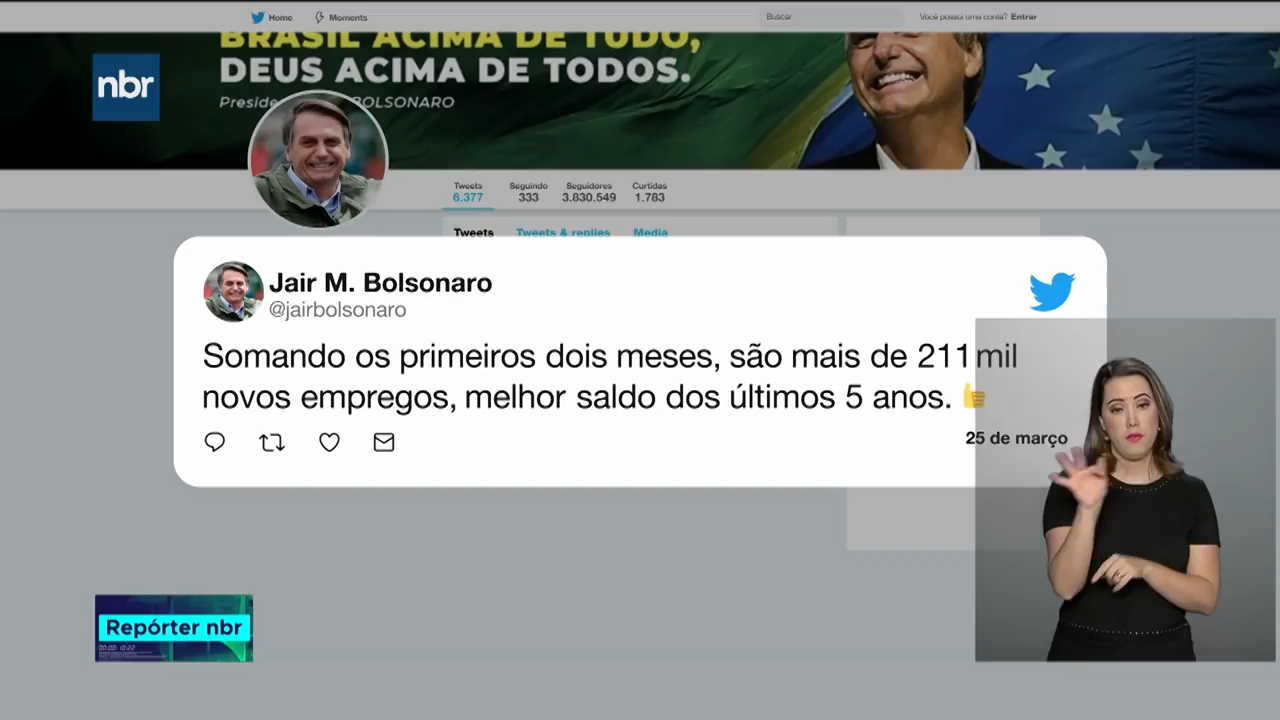 Home Moments Buscar Você possui uma conta? Entrar
BRASIL ACIMA DE TUDO,
DEUS ACIMA DE TODOS.
nbr
BOLSONARO
Tweets Seguindo Seguidores Curtidas
6.377 333 3.830.549 1.783
Tweets Tweets & replies Media
Jair M. Bolsonaro
@jairbolsonaro
Somando os primeiros dois meses, são mais de 211 mil
novos empregos, melhor saldo dos últimos 5 anos. 👍
25 de março
Repórter nbr